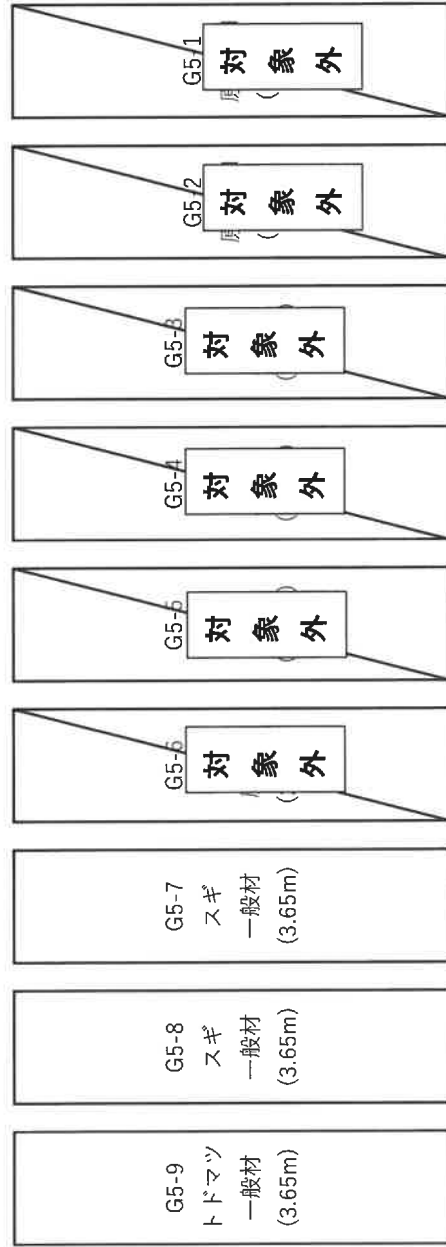 G5-9
トドマツ
一般材
(3.65m)
G5-8
スギ
一般材
(3.65m)
G5-7
スギ
一般材
(3.65m)
G5-6
対象外
G5-5
対象外
G5-4
対象外
G5-3
対象外
G5-2
対象外
G5-1
対象外